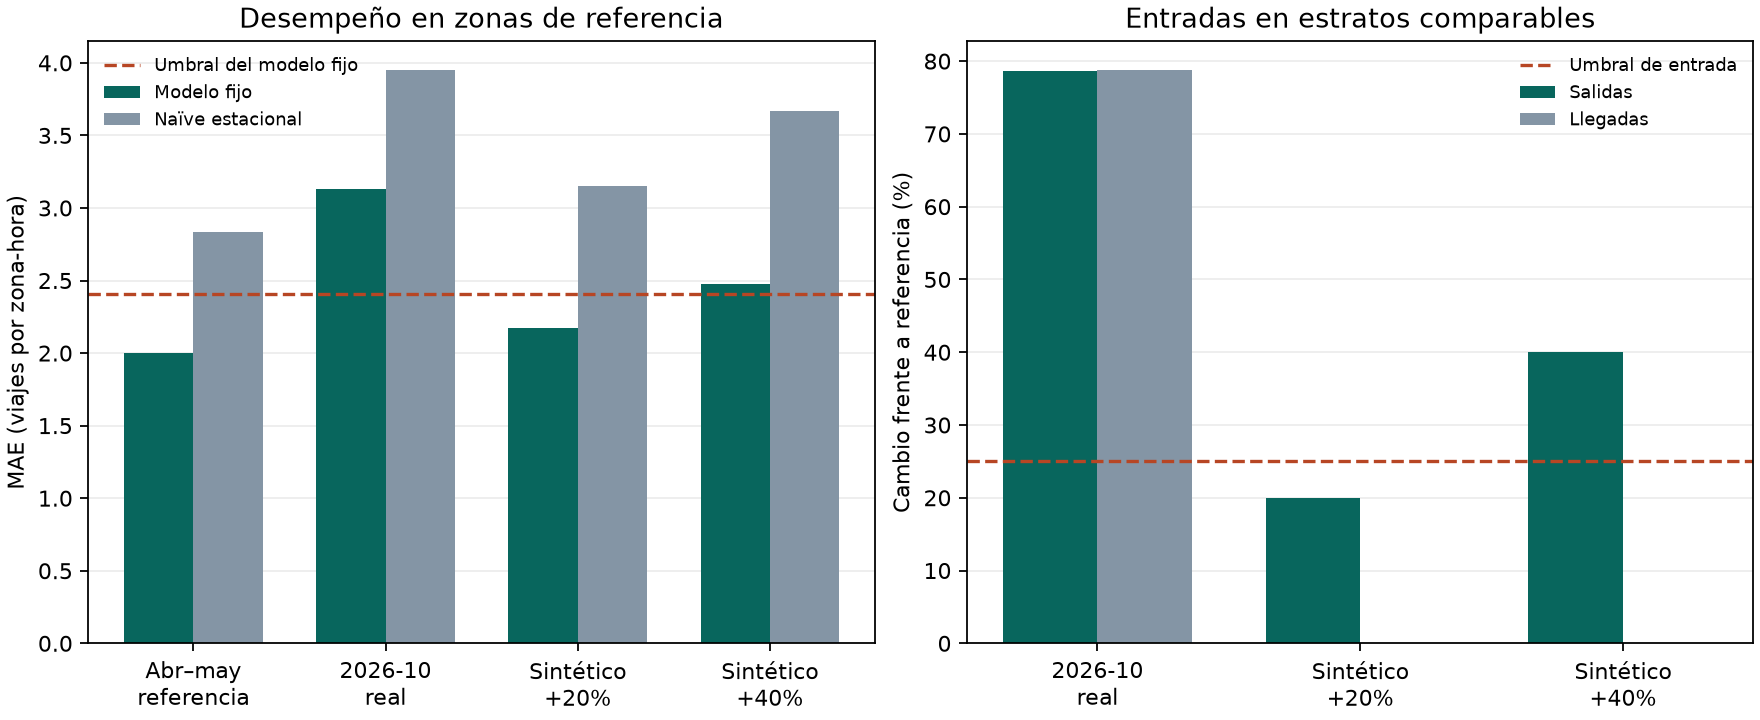 Desempeño en zonas de referencia
MAE (viajes por zona-hora)
4.0
3.5
3.0
2.5
2.0
1.5
1.0
0.5
0.0
Umbral del modelo fijo
Modelo fijo
Naïve estacional
Abr–may
referencia
2026-10
real
Sintético
+20%
Sintético
+40%
Entradas en estratos comparables
Cambio frente a referencia (%)
80
70
60
50
40
30
20
10
0
Umbral de entrada
Salidas
Llegadas
2026-10
real
Sintético
+20%
Sintético
+40%